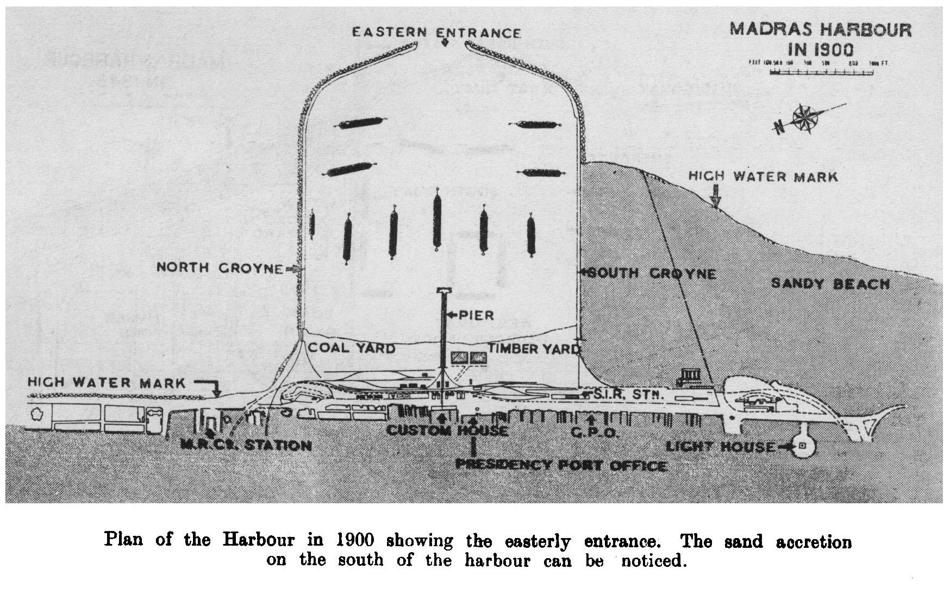 EASTERN ENTRANCE
MADRAS HARBOUR
IN 1900
N
HIGH WATER MARK
NORTH GROYNE
SOUTH GROYNE
SANDY BEACH
PIER
COAL YARD
TIMBER YARD
HIGH WATER MARK
S.I.R. STN.
M.R.CR. STATION
CUSTOM HOUSE
G.P.O.
LIGHT HOUSE
PRESIDENCY PORT OFFICE
Plan of the Harbour in 1900 showing the easterly entrance. The sand accretion
on the south of the harbour can be noticed.